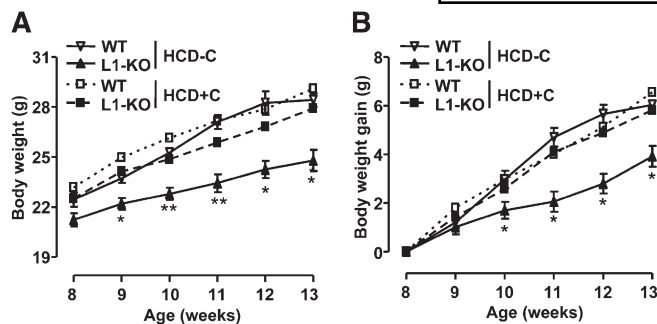 A
B
WT
L1-KO
HCD-C
WT
L1-KO
HCD+C
31
28
25
22
19
Body weight (g)
* ** ** * *
8 9 10 11 12 13
Age (weeks)
WT
L1-KO
HCD-C
WT
L1-KO
HCD+C
8
6
4
2
0
Body weight gain (g)
* * * *
8 9 10 11 12 13
Age (weeks)